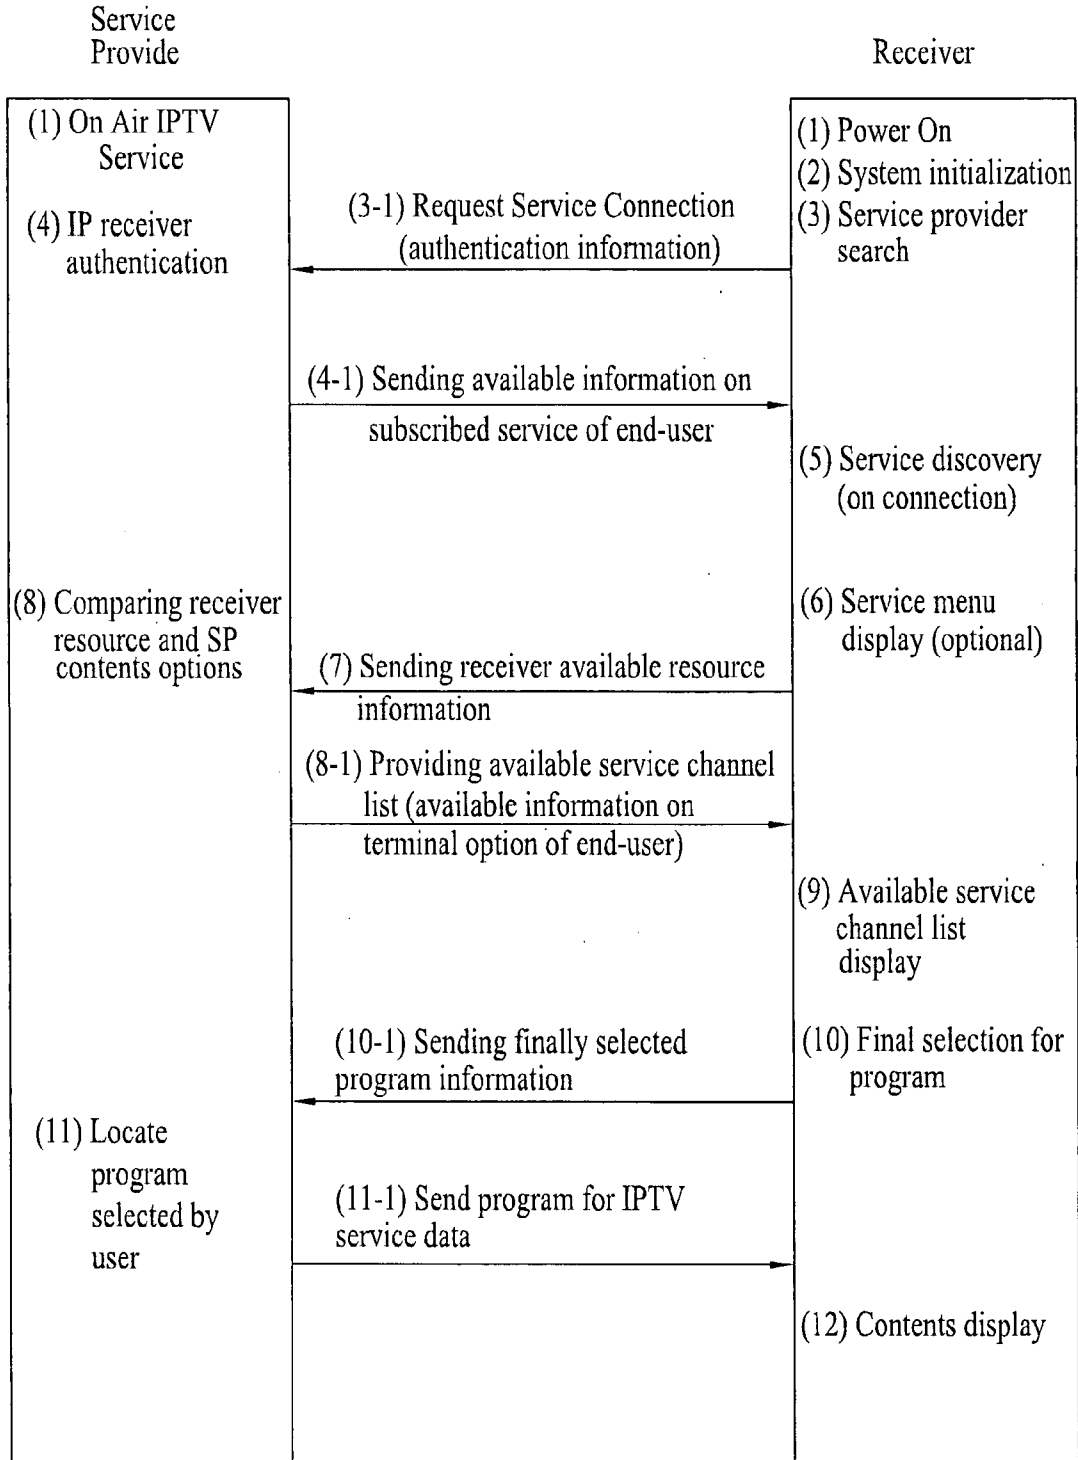 Service
Provide
Receiver
(1) On Air IPTV
Service
(1) Power On
(2) System initialization
(3-1) Request Service Connection
(authentication information)
(3) Service provider
search
(4) IP receiver
authentication
(4-1) Sending available information on
subscribed service of end-user
(5) Service discovery
(on connection)
(8) Comparing receiver
resource and SP
contents options
(6) Service menu
display (optional)
(7) Sending receiver available resource
information
(8-1) Providing available service channel
list (available information on
terminal option of end-user)
(9) Available service
channel list
display
(10-1) Sending finally selected
program information
(10) Final selection for
program
(11) Locate
program
selected by
user
(11-1) Send program for IPTV
service data
(12) Contents display